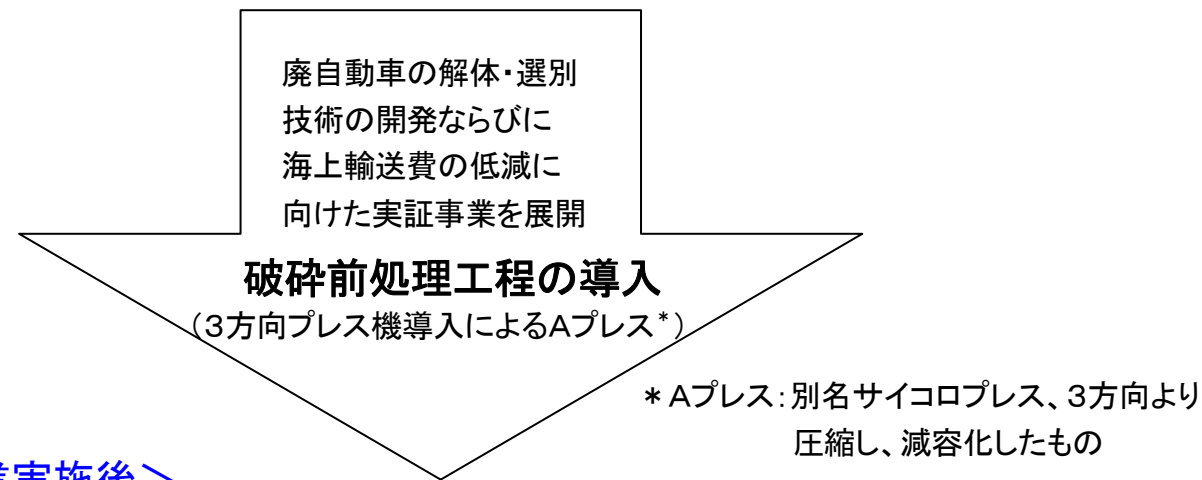 廃自動車の解体・選別
技術の開発ならびに
海上輸送費の低減に
向けた実証事業を展開
破砕前処理工程の導入
（３方向プレス機導入によるＡプレス*）
* Ａプレス：別名サイコロプレス、３方向より
圧縮し、減容化したもの
業実施後＞